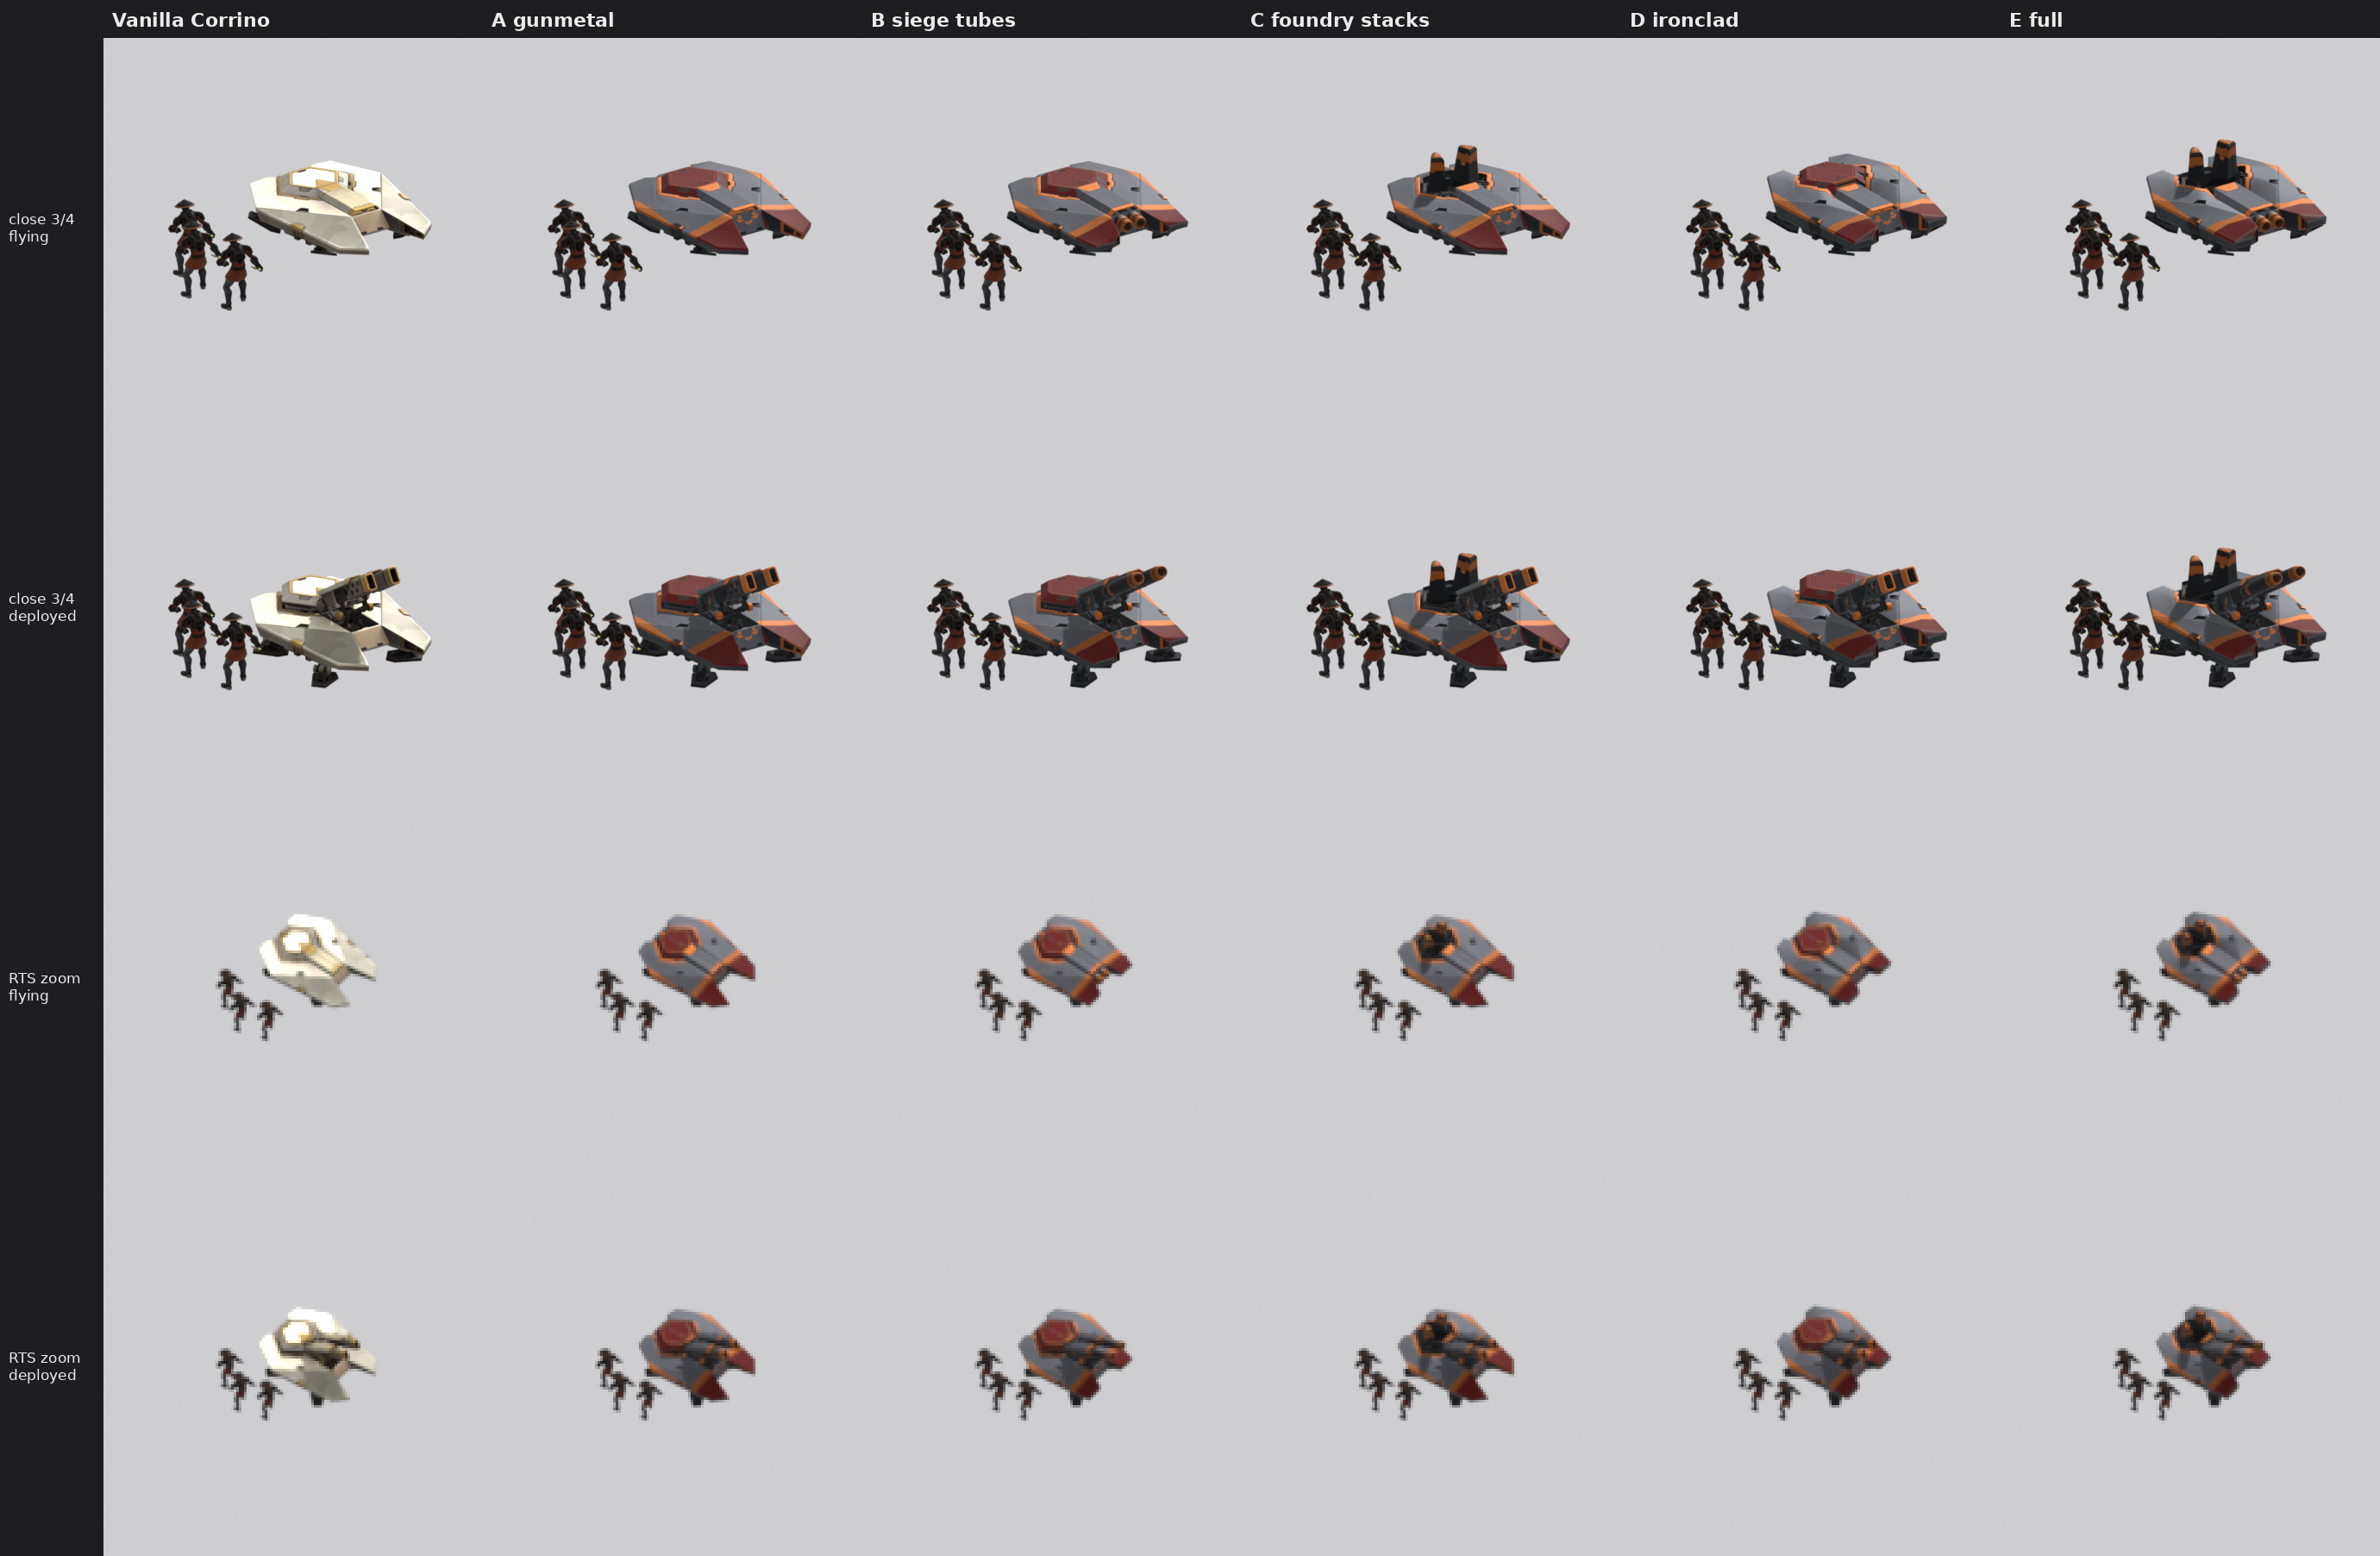 Vanilla Corrino
A gunmetal
B siege tubes
C foundry stacks
D ironclad
E full
close 3/4
flying
close 3/4
deployed
RTS zoom
flying
RTS zoom
deployed